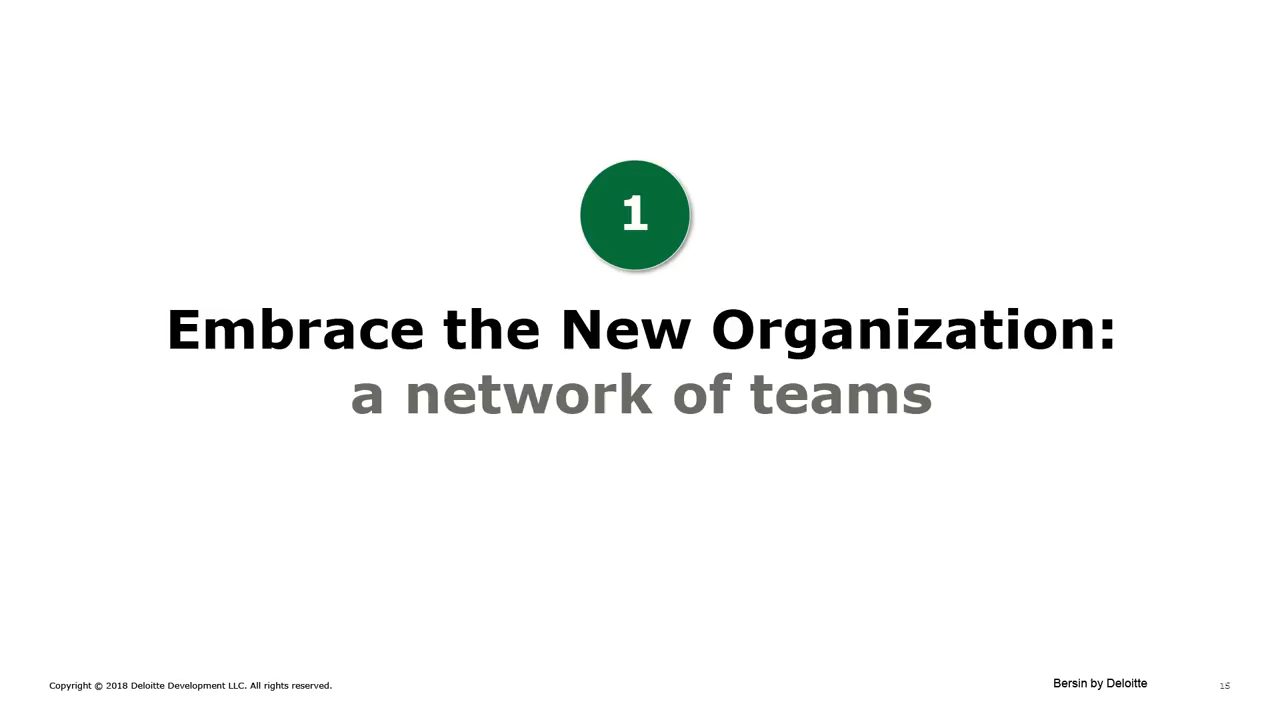 1
Embrace the New Organization:
a network of teams
Copyright © 2018 Deloitte Development LLC. All rights reserved.
Bersin by Deloitte
15